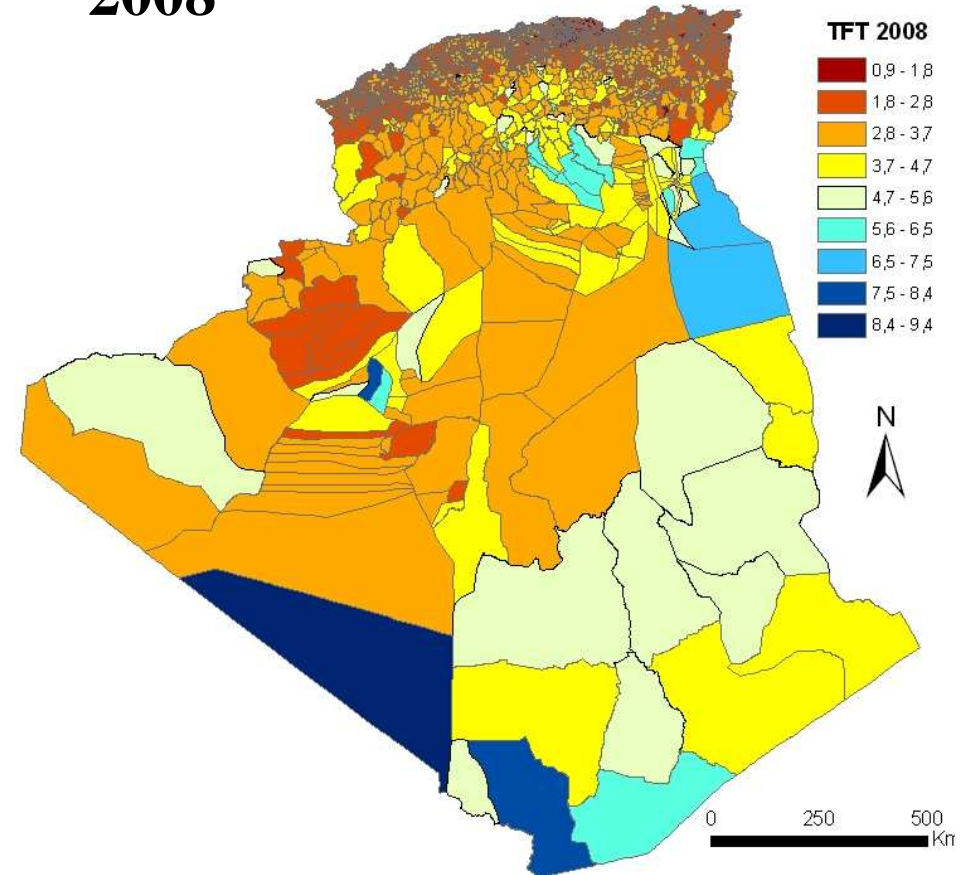 2008
TFT 2008
0,9 - 1,8
1,8 - 2,8
2,8 - 3,7
3,7 - 4,7
4,7 - 5,6
5,6 - 6,5
6,5 - 7,5
7,5 - 8,4
8,4 - 9,4
N
0 250 500
Km